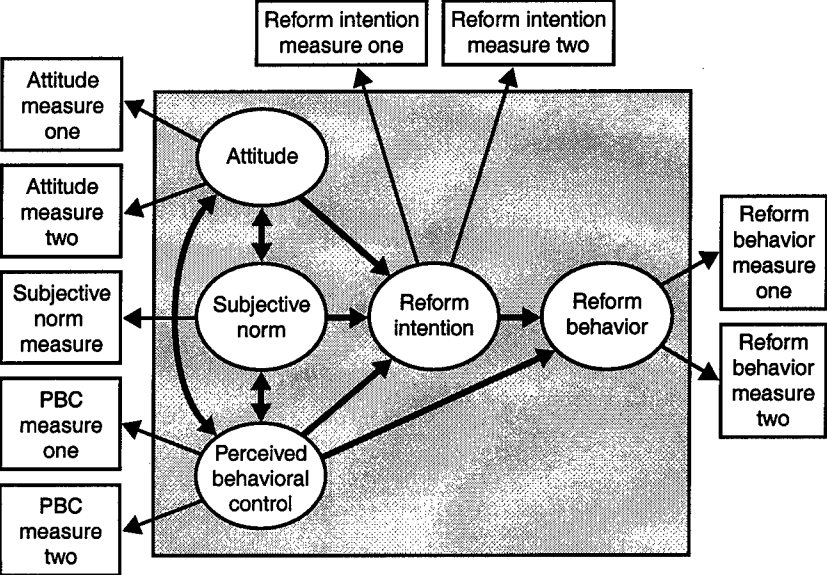 Reform intention
measure one
Reform intention
measure two
Attitude
measure
one
Attitude
measure
two
Subjective
norm
measure
PBC
measure
one
PBC
measure
two
Attitude
Subjective
norm
Perceived
behavioral
control
Reform
intention
Reform
behavior
Reform
behavior
measure
one
Reform
behavior
measure
two